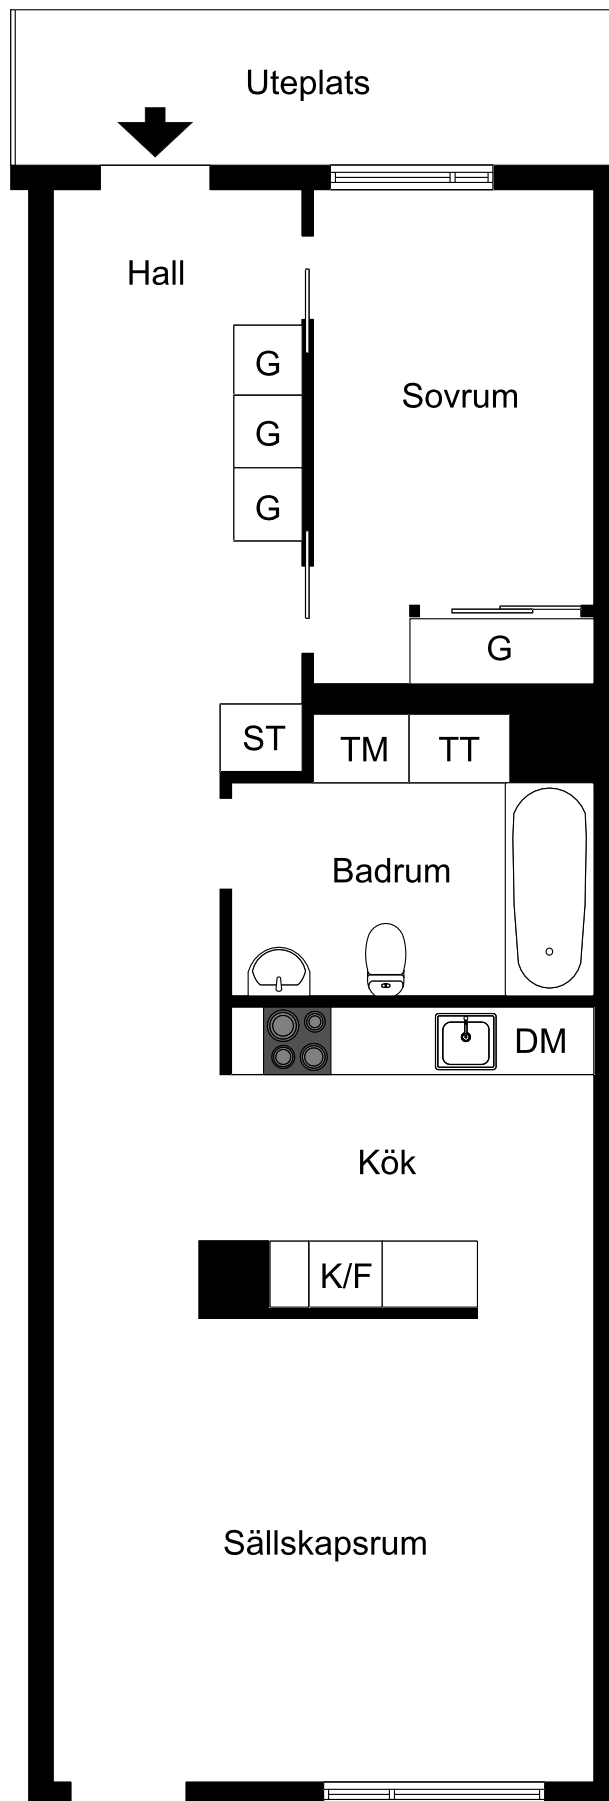 Uteplats
Hall
G
Sovrum
G
G
G
ST
TM
TT
Badrum
DM
Kök
K/F
Sällskapsrum